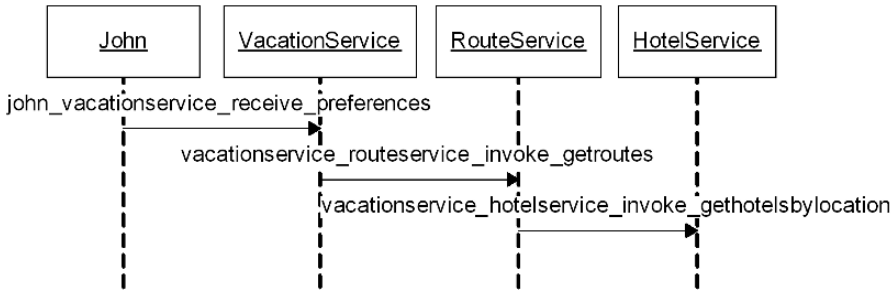 John
VacationService
RouteService
HotelService
john_vacationservice_receive_preferences
vacationservice_routeservice_invoke_getroutes
vacationservice_hotelservice_invoke_gethotelsbylocation